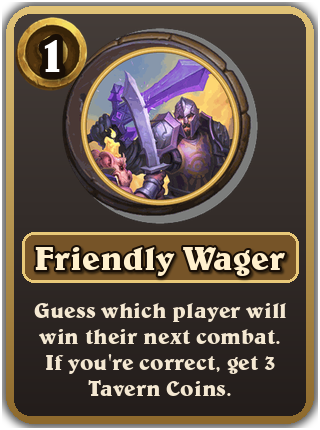 1
Friendly Wager
Guess which player will
win their next combat.
If you're correct, get 3
Tavern Coins.